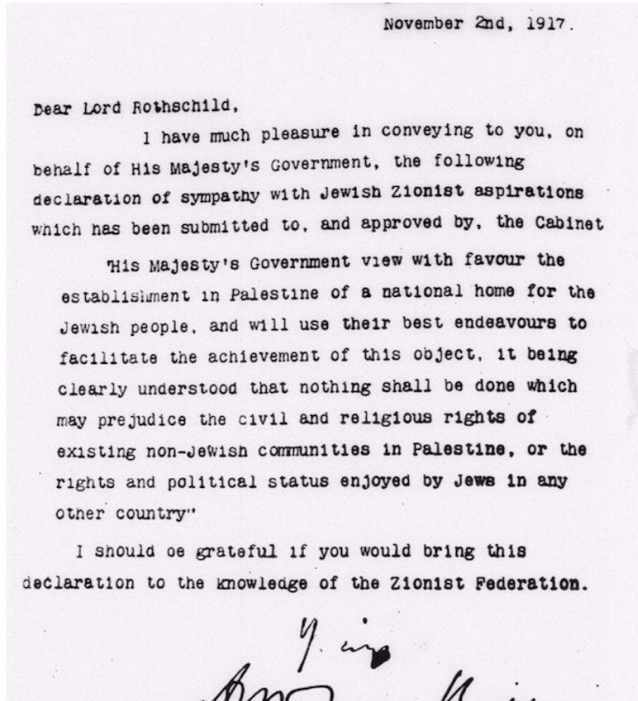 November 2nd, 1917.
Dear Lord Rothschild,
I have much pleasure in conveying to you, on
behalf of His Majesty's Government, the following
declaration of sympathy with Jewish Zionist aspirations
which has been submitted to, and approved by, the Cabinet
"His Majesty's Government view with favour the
establishment in Palestine of a national home for the
Jewish people, and will use their best endeavours to
facilitate the achievement of this object, it being
clearly understood that nothing shall be done which
may prejudice the civil and religious rights of
existing non-Jewish communities in Palestine, or the
rights and political status enjoyed by Jews in any
other country"
I should be grateful if you would bring this
declaration to the knowledge of the Zionist Federation.